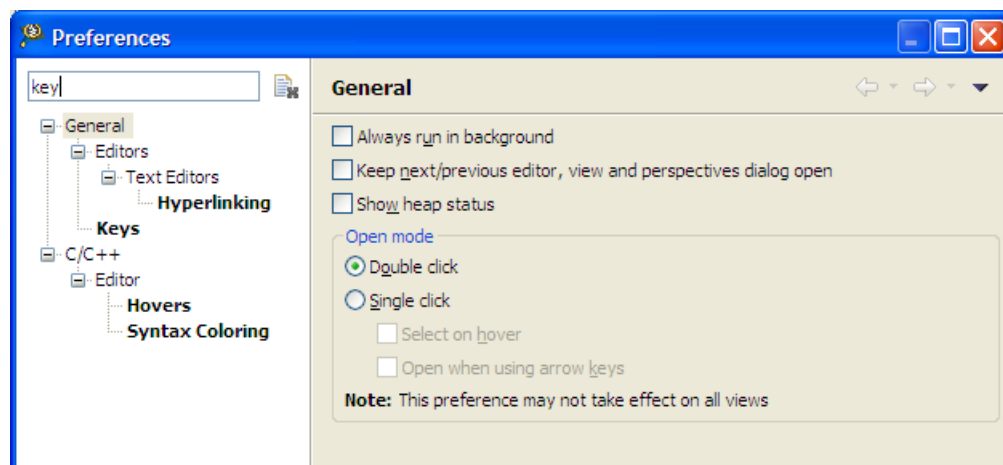 Preferences
key
General
Editors
Text Editors
Hyperlinking
Keys
C/C++
Editor
Hovers
Syntax Coloring
General
Always run in background
Keep next/previous editor, view and perspectives dialog open
Show heap status
Open mode
Double click
Single click
Select on hover
Open when using arrow keys
Note: This preference may not take effect on all views